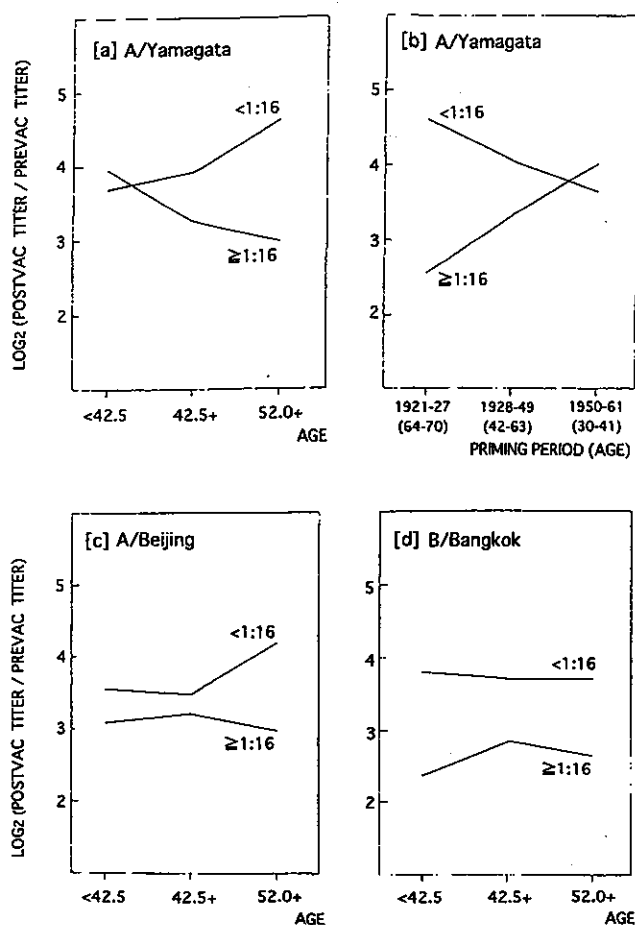 [a] A/Yamagata
<1:16
≧1:16
LOG2 (POSTVAC TITER / PREVAC TITER)
5
4
3
2
<42.5 42.5+ 52.0+
AGE
[b] A/Yamagata
<1:16
≧1:16
5
4
3
2
1921-27 1928-49 1950-61
(64-70) (42-63) (30-41)
PRIMING PERIOD (AGE)
[c] A/Beijing
<1:16
≧1:16
LOG2 (POSTVAC TITER / PREVAC TITER)
5
4
3
2
<42.5 42.5+ 52.0+
AGE
[d] B/Bangkok
<1:16
≧1:16
5
4
3
2
<42.5 42.5+ 52.0+
AGE